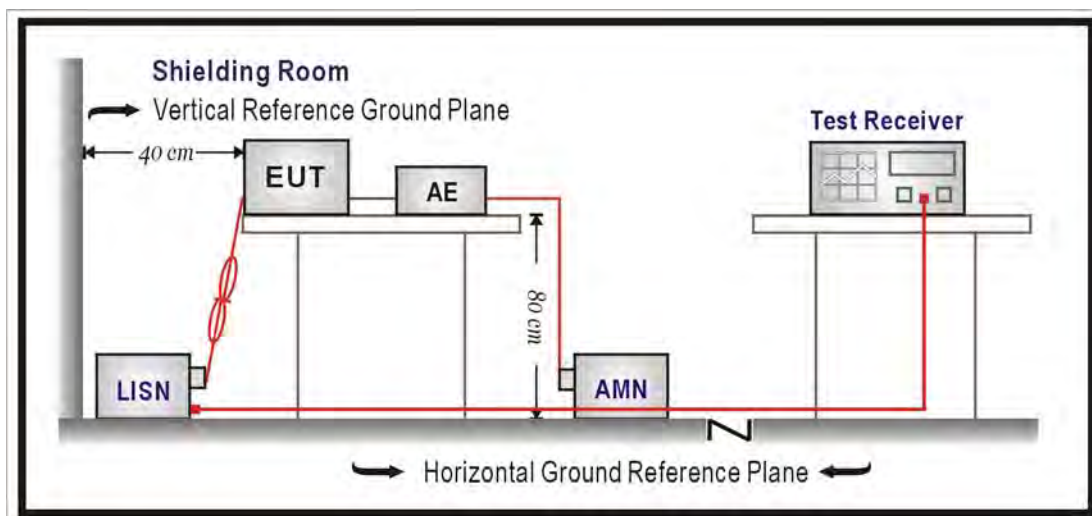 Shielding Room
Vertical Reference Ground Plane
Test Receiver
40 cm
EUT
AE
80 cm
LISN
AMN
Horizontal Ground Reference Plane